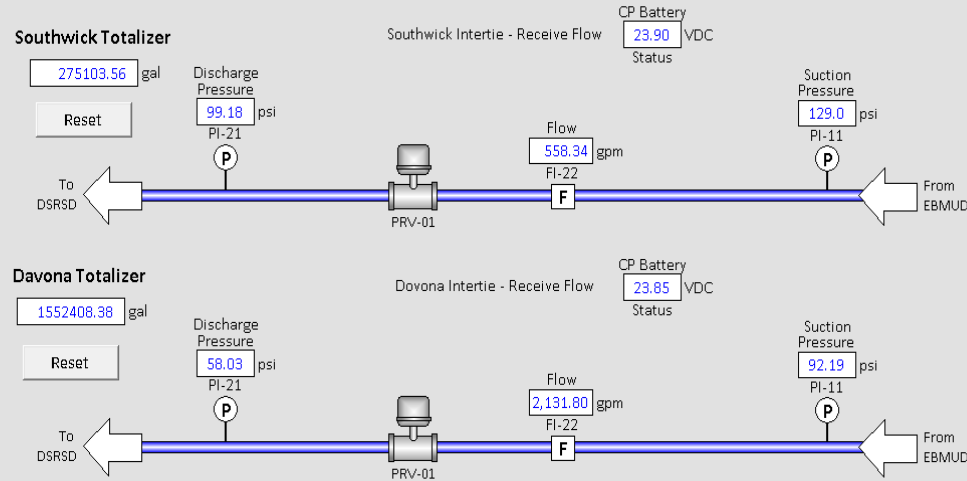 Southwick Totalizer
275103.56 gal
Reset
Southwick Intertie - Receive Flow
CP Battery
23.90 VDC
Status
Discharge
Pressure
99.18 psi
PI-21
P
Flow
558.34 gpm
FI-22
F
Suction
Pressure
129.0 psi
PI-11
P
To
DSRSD
PRV-01
From
EBMUD
Davona Totalizer
1552408.38 gal
Reset
Dovona Intertie - Receive Flow
CP Battery
23.85 VDC
Status
Discharge
Pressure
58.03 psi
PI-21
P
Flow
2,131.80 gpm
FI-22
F
Suction
Pressure
92.19 psi
PI-11
P
To
DSRSD
PRV-01
From
EBMUD